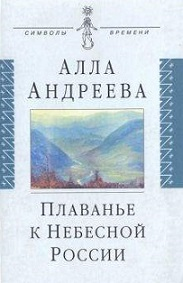 СИМВОЛЫ ВРЕМЕНИ
АЛЛА
АНДРЕЕВА
ПЛАВАНЬЕ
К НЕБЕСНОЙ
РОССИИ